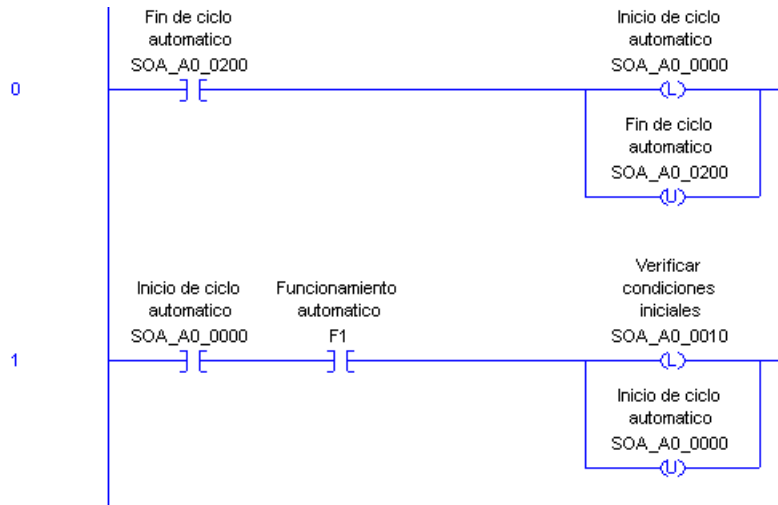 Fin de ciclo
automatico
SOA_A0_0200
Inicio de ciclo
automatico
SOA_A0_0000
0
L
Fin de ciclo
automatico
SOA_A0_0200
U
Inicio de ciclo
automatico
SOA_A0_0000
Funcionamiento
automatico
F1
Verificar
condiciones
iniciales
SOA_A0_0010
1
L
Inicio de ciclo
automatico
SOA_A0_0000
U